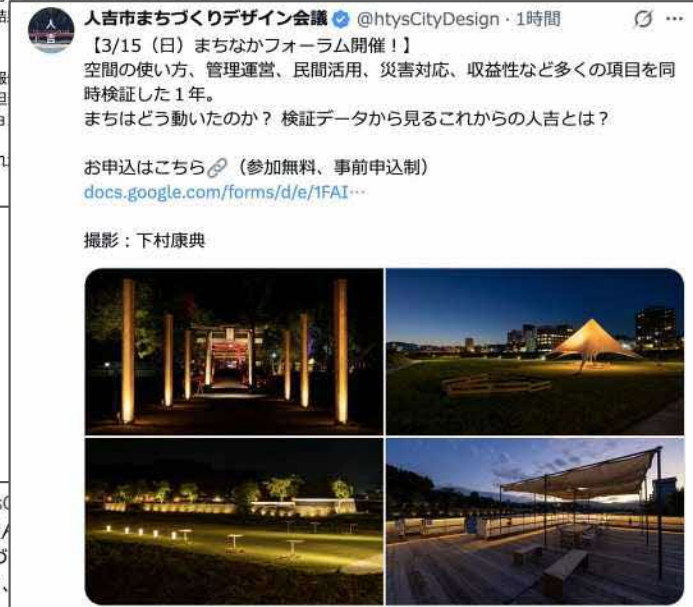 人吉
人吉市まちづくりデザイン会議 @htysCityDesign · 1時間
【3/15（日）まちなかフォーラム開催！】
空間の使い方、管理運営、民間活用、災害対応、収益性など多くの項目を同
時検証した１年。
まちはどう動いたのか？ 検証データから見るこれからの人吉とは？
お申込はこちら🔗（参加無料、事前申込制）
docs.google.com/forms/d/e/1FAI…
撮影：下村康典